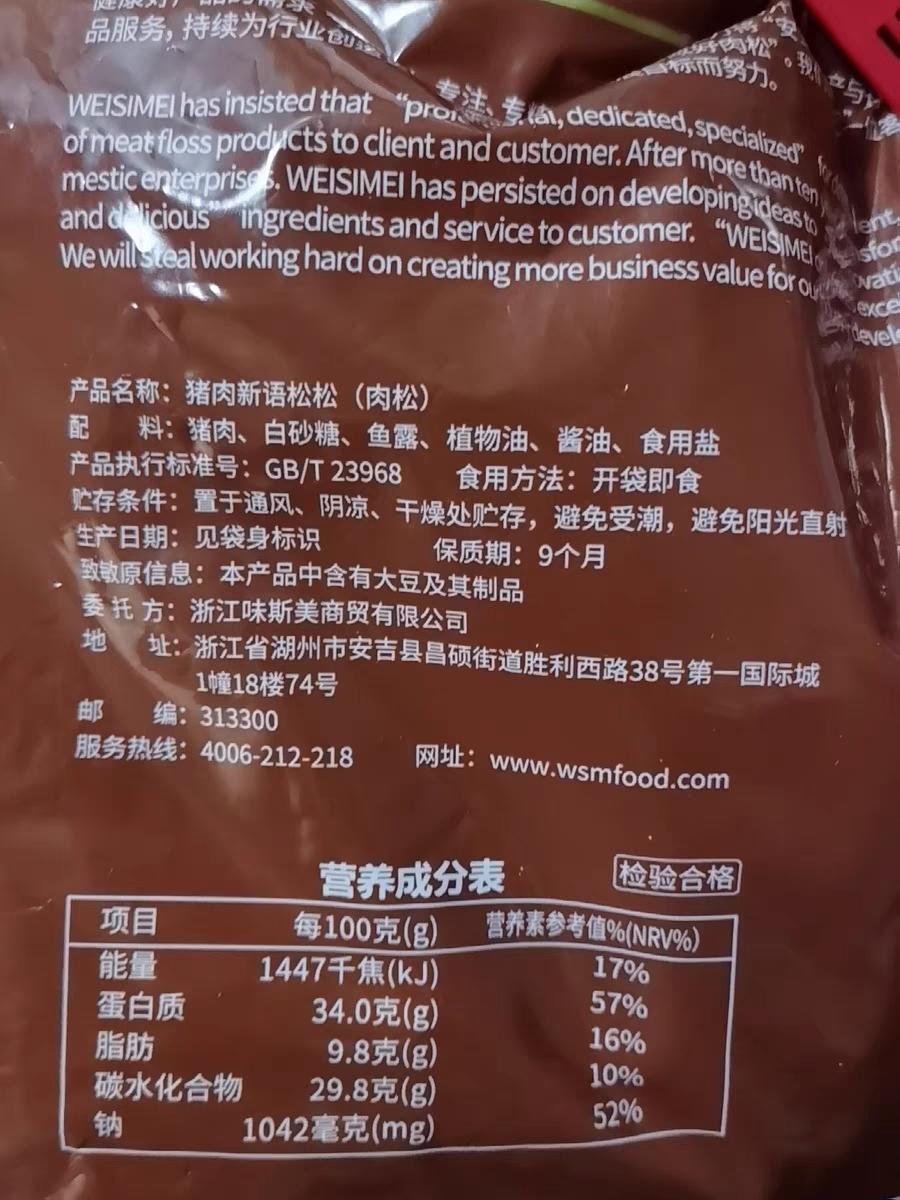 品服务，持续为行业创
标而努力。
专注、专
WEISIMEI has insisted that dedicated, specialized"
of meat floss products to client and customer. After more than ten
mestic enterprises. WEISIMEI has persisted on developing ideas to
and delicious" ingredients and service to customer. "WEISIMEI
We will steal working hard on creating more business value for
产品名称：猪肉新语松松（肉松）
配 料：猪肉、白砂糖、鱼露、植物油、酱油、食用盐
产品执行标准号：GB/T 23968 食用方法：开袋即食
贮存条件：置于通风、阴凉、干燥处贮存，避免受潮，避免阳光直射
生产日期：见袋身标识 保质期：9个月
致敏原信息：本产品中含有大豆及其制品
委托方：浙江味斯美商贸有限公司
地 址：浙江省湖州市安吉县昌硕街道胜利西路38号第一国际城
1幢18楼74号
邮 编：313300
服务热线：4006-212-218 网址：www.wsmfood.com
营养成分表 检验合格
项目 每100克(g) 营养素参考值%(NRV%)
能量 1447千焦(kJ) 17%
蛋白质 34.0克(g) 57%
脂肪 9.8克(g) 16%
碳水化合物 29.8克(g) 10%
钠 1042毫克(mg) 52%